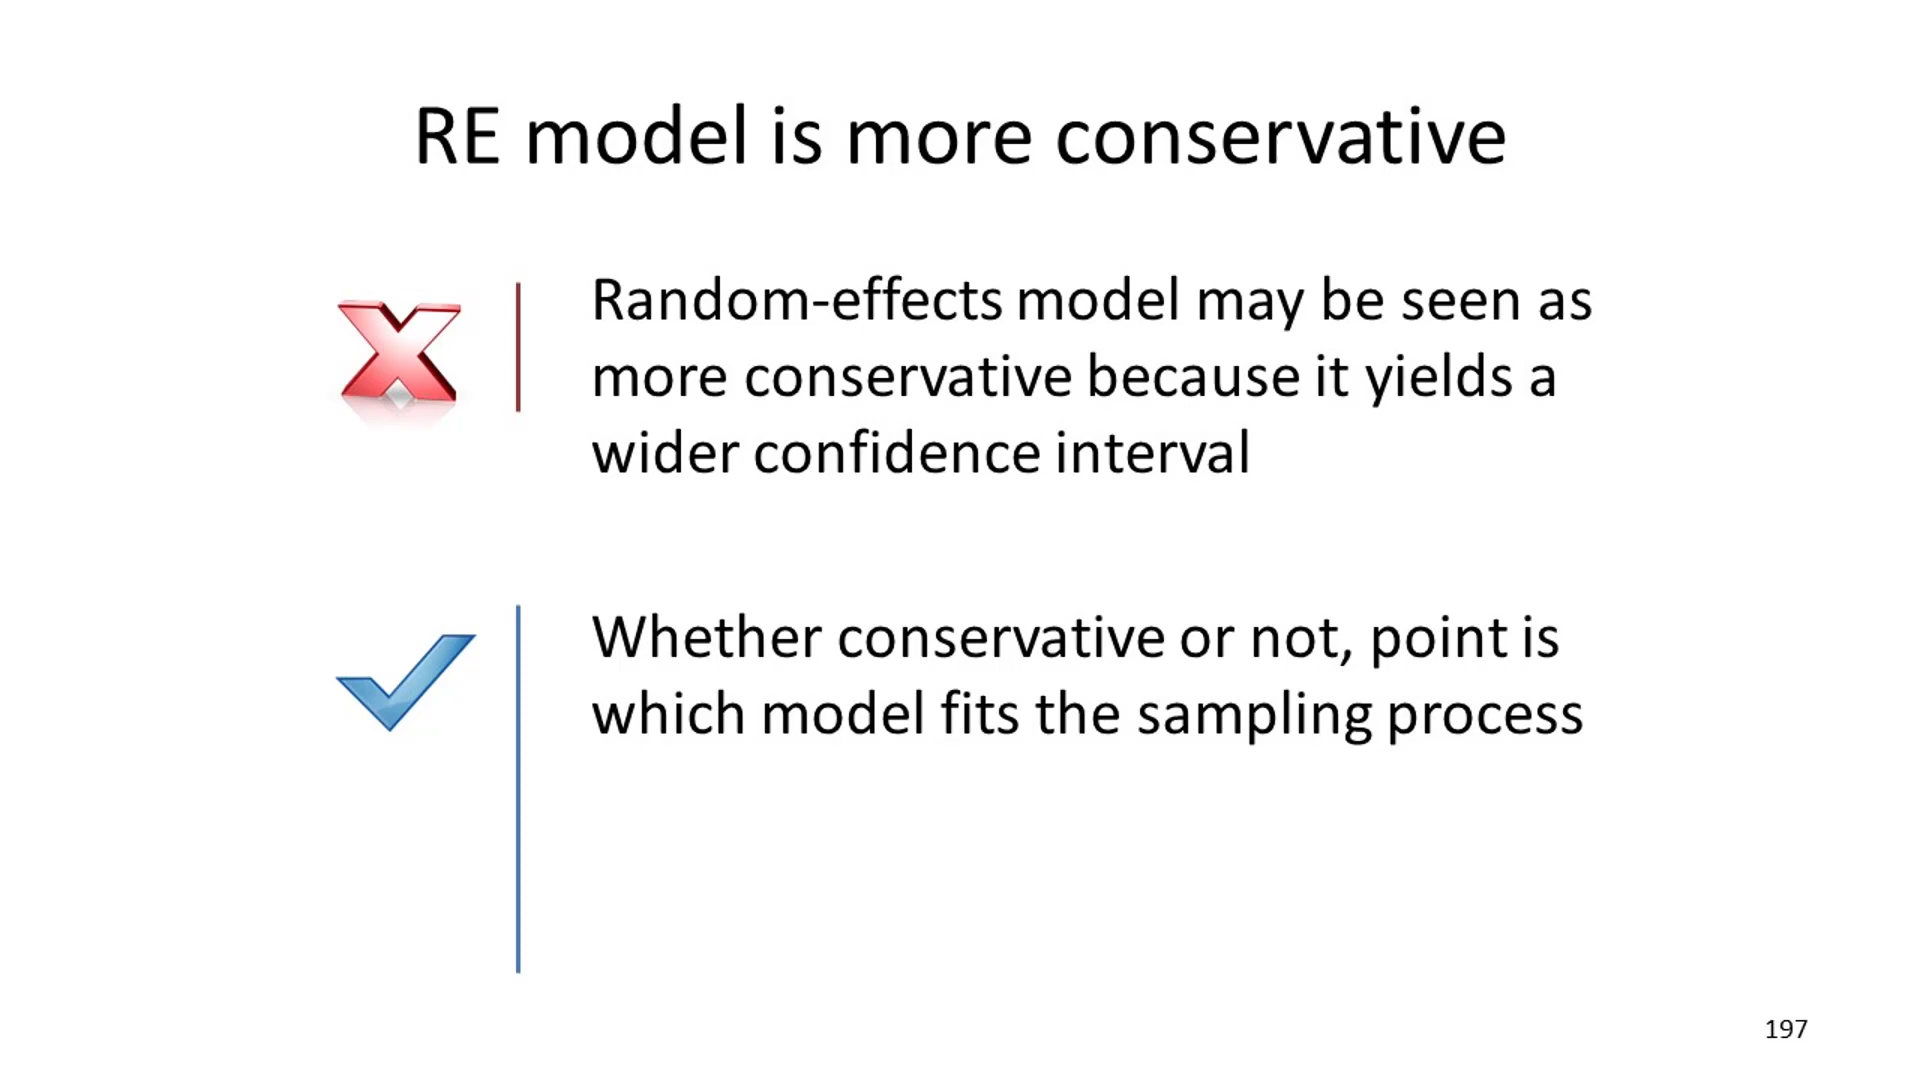 RE model is more conservative
Random-effects model may be seen as
more conservative because it yields a
wider confidence interval
Whether conservative or not, point is
which model fits the sampling process
197